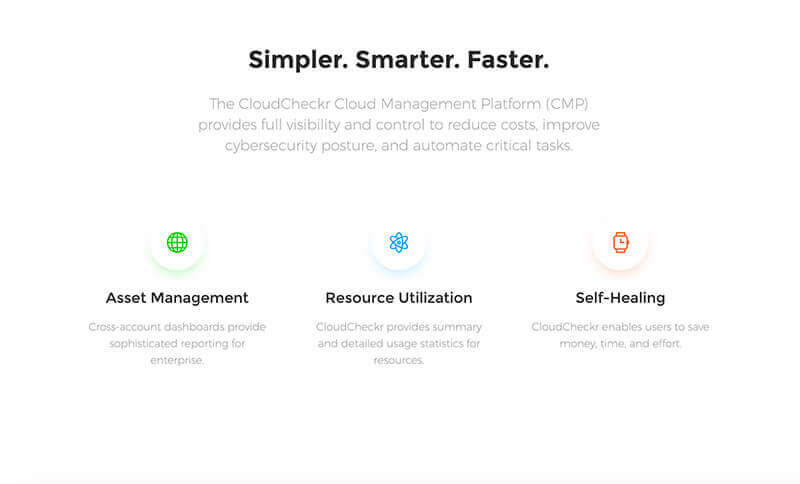 Simpler. Smarter. Faster.
The CloudCheckr Cloud Management Platform (CMP)
provides full visibility and control to reduce costs, improve
cybersecurity posture, and automate critical tasks.
Asset Management
Cross-account dashboards provide
sophisticated reporting for
enterprise.
Resource Utilization
CloudCheckr provides summary
and detailed usage statistics for
resources.
Self-Healing
CloudCheckr enables users to save
money, time, and effort.